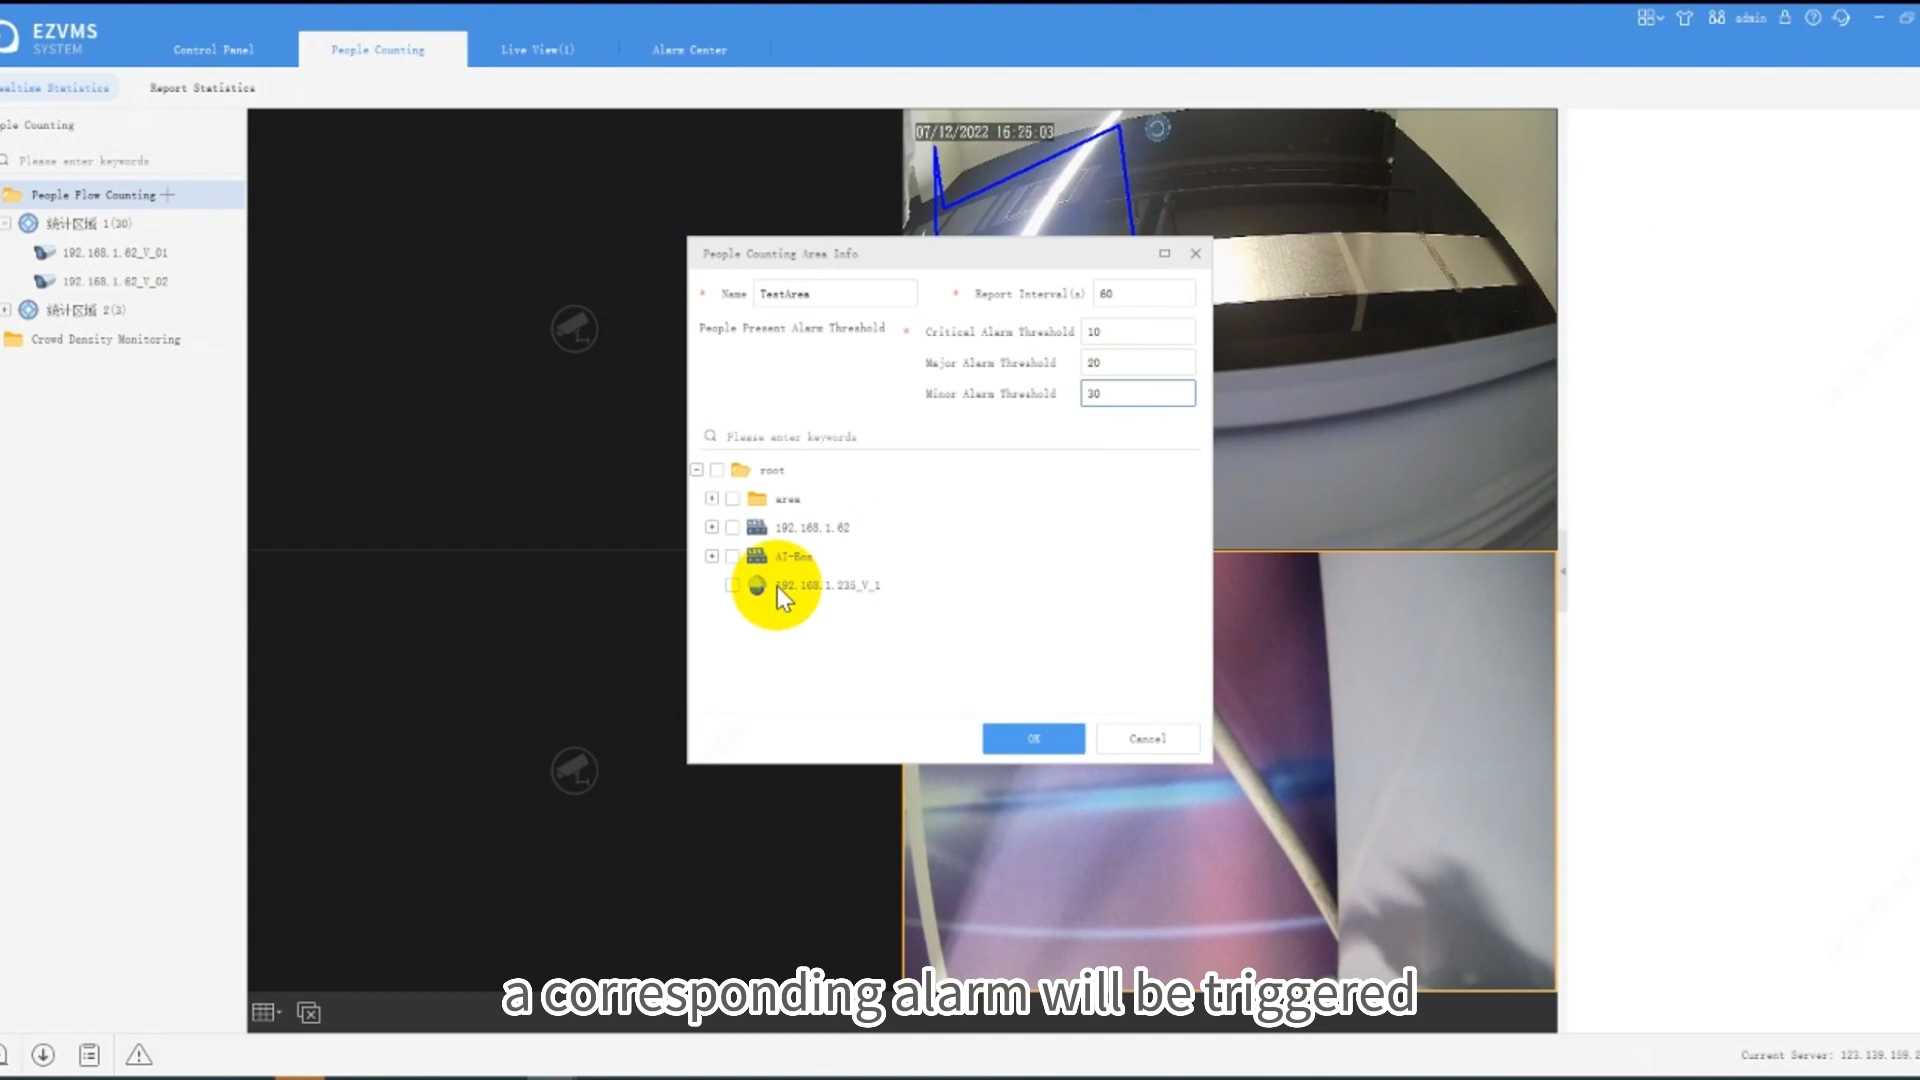 EZVMS
SYSTEM
Control Panel
People Counting
Live View(1)
Alarm Center
admin
ealtime Statistics
Report Statistics
ple Counting
Please enter keywords
People Flow Counting
统计区域 1(30)
192.168.1.62_V_01
192.168.1.62_V_02
统计区域 2(3)
Crowd Density Monitoring
07/12/2022 16:25:03
People Counting Area Info
* Name TestArea
* Report Interval(s) 60
People Present Alarm Threshold
* Critical Alarm Threshold 10
Major Alarm Threshold 20
Minor Alarm Threshold 30
Please enter keywords
root
area
192.168.1.62
AI-Box
192.168.1.235_V_1
OK
Cancel
a corresponding alarm will be triggered
Current Server: 123.139.159.2